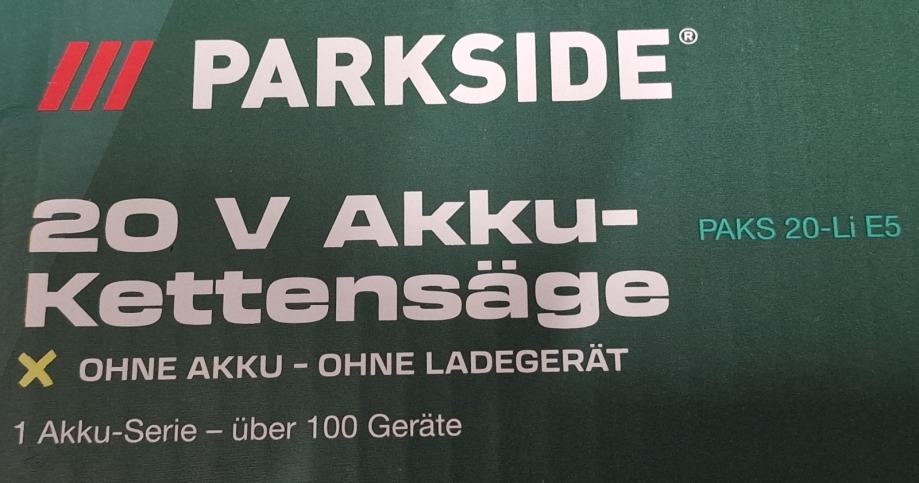 PARKSIDE®
20 V Akku-
Kettensäge
PAKS 20-Li E5
OHNE AKKU – OHNE LADEGERÄT
1 Akku-Serie – über 100 Geräte